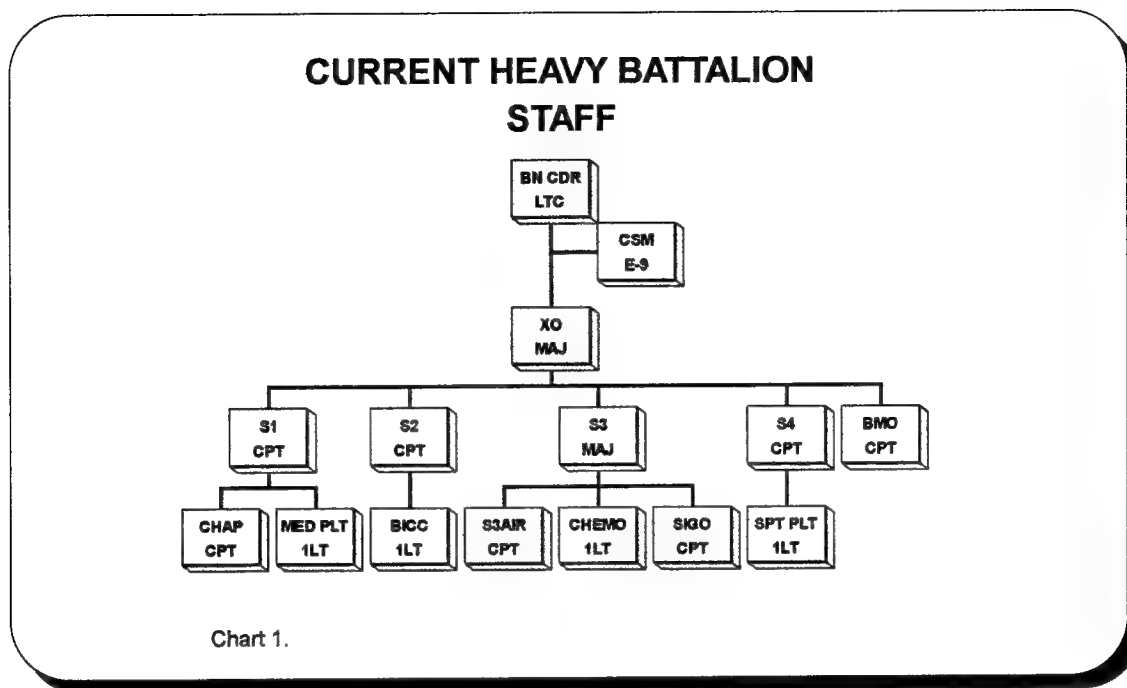 CURRENT HEAVY BATTALION
STAFF
BN CDR
LTC
CSM
E-9
XO
MAJ
S1
CPT
S2
CPT
S3
MAJ
S4
CPT
BMO
CPT
CHAP
CPT
MED PLT
1LT
BICC
1LT
S3AIR
CPT
CHEMO
1LT
SIGO
CPT
SPT PLT
1LT
Chart 1.